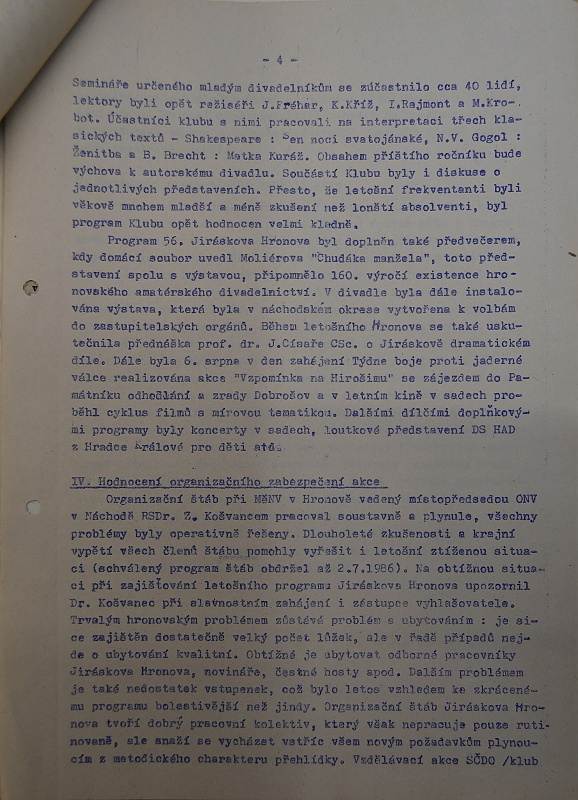 - 4 -
Semináře určeného mladým divadelníkům se zúčastnilo cca 40 lidí,
lektory byli opět režiséři J.Fréhar, K.Kříž, I.Rajmont a M.Kro-
bot. Účastníci klubu s nimi pracovali na interpretaci třech kla-
sických textů - Shakespeare : Sen noci svatojánské, N.V. Gogol :
Ženitba a B. Brecht : Matka Kuráž. Obsahem příštího ročníku bude
výchova k autorskému divadlu. Součástí Klubu byly i diskuse o
jednotlivých představeních. Přesto, že letošní frekventanti byli
věkově mnohem mladší a méně zkušení než lonští absolventi, byl
program Klubu opět hodnocen velmi kladně.
Program 56. Jiráskova Hronova byl doplněn také předvečerem,
kdy domácí soubor uvedl Moliérova "Chudáka manžela", toto před-
stavení spolu s výstavou, připomnělo 160. výročí existence hro-
novského amatérského divadelnictví. V divadle byla dále instalo-
vána výstava, která byla v náchodském okrese vytvořena k volbám
do zastupitelských orgánů. Během letošního Hronova se také usku-
tečnila přednáška prof. dr. J.Císaře CSc. o Jiráskově dramatickém
díle. Dále byla 6. srpna v den zahájení Týdne boje proti jaderné
válce realizována akce "Vzpomínka na Hirošimu" se zájezdem do Pa-
mátníku odhodlání a zrady Dobrošov a v letním kině v sadech pro-
běhl cyklus filmů s mírovou tematikou. Dalšími dílčími doplňkový-
mi programy byly koncerty v sadech, loutkové představení DS HAD
z Hradce Králové pro děti atd.
IV. Hodnocení organizačního zabezpečení akce
Organizační štáb při MěNV v Hronově vedený místopředsedou ONV
v Náchodě RSDr. Z. Košvancem pracoval soustavně a plynule, všechny
problémy byly operativně řešeny. Dlouholeté zkušenosti a krajní
vypětí všech členů štábu pomohly vyřešit i letošní ztíženou situa-
ci (schválený program štáb obdržel až 2.7.1986). Na obtížnou situa-
ci při zajišťování letošního programu Jiráskova Hronova upozornil
Dr. Košvanec při slavnostním zahájení i zástupce vyhlašovatele.
Trvalým hronovským problémem zůstává problém s ubytováním : je si-
ce zajištěn dostatečně velký počet lůžek, ale v řadě případů nej-
de o ubytování kvalitní. Obtížné je ubytovat odborné pracovníky
Jiráskova Hronova, novináře, čestné hosty apod. Dalším problémem
je také nedostatek vstupenek, což bylo letos vzhledem ke zkrácené-
mu programu bolestivější než jindy. Organizační štáb Jiráskova Hro-
nova tvoří dobrý pracovní kolektiv, který však nepracuje pouze ruti-
novaně, ale snaží se vycházet vstříc všem novým požadavkům plynou-
cím z metodického charakteru přehlídky. Vzdělávací akce SČDO /klub